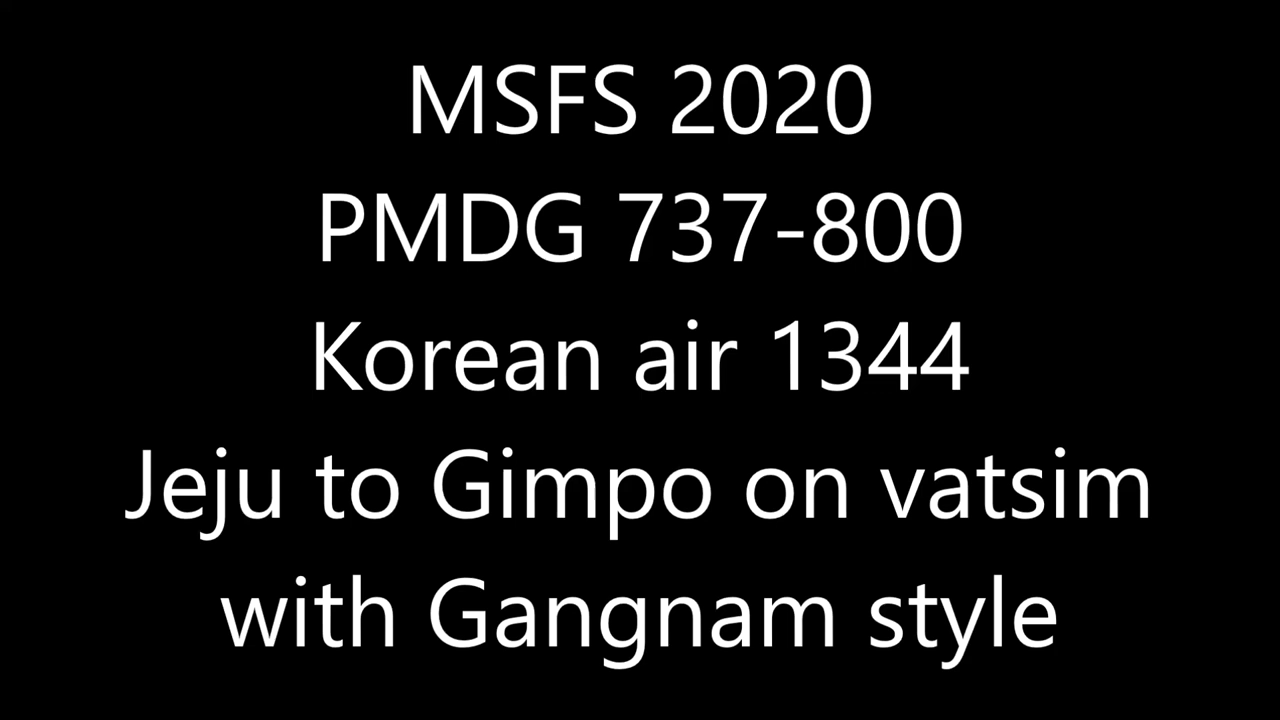 MSFS 2020
PMDG 737-800
Korean air 1344
Jeju to Gimpo on vatsim
with Gangnam style